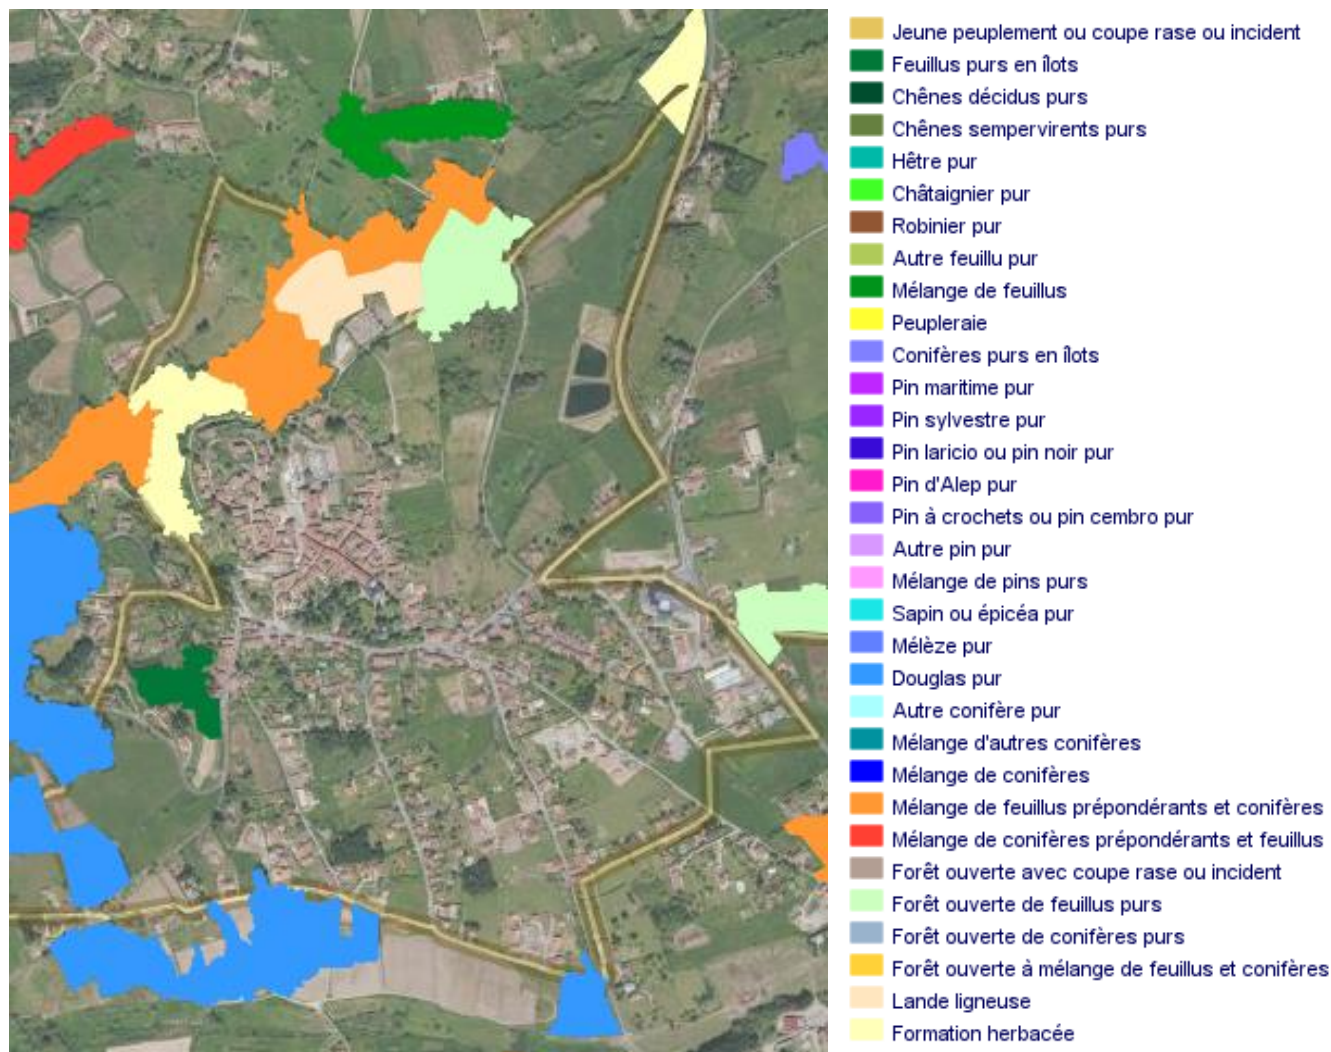 Jeune peuplement ou coupe rase ou incident
Feuillus purs en îlots
Chênes décidus purs
Chênes sempervirents purs
Hêtre pur
Châtaignier pur
Robinier pur
Autre feuillu pur
Mélange de feuillus
Peupleraie
Conifères purs en îlots
Pin maritime pur
Pin sylvestre pur
Pin laricio ou pin noir pur
Pin d'Alep pur
Pin à crochets ou pin cembro pur
Autre pin pur
Mélange de pins purs
Sapin ou épicéa pur
Mélèze pur
Douglas pur
Autre conifère pur
Mélange d'autres conifères
Mélange de conifères
Mélange de feuillus prépondérants et conifères
Mélange de conifères prépondérants et feuillus
Forêt ouverte avec coupe rase ou incident
Forêt ouverte de feuillus purs
Forêt ouverte de conifères purs
Forêt ouverte à mélange de feuillus et conifères
Lande ligneuse
Formation herbacée